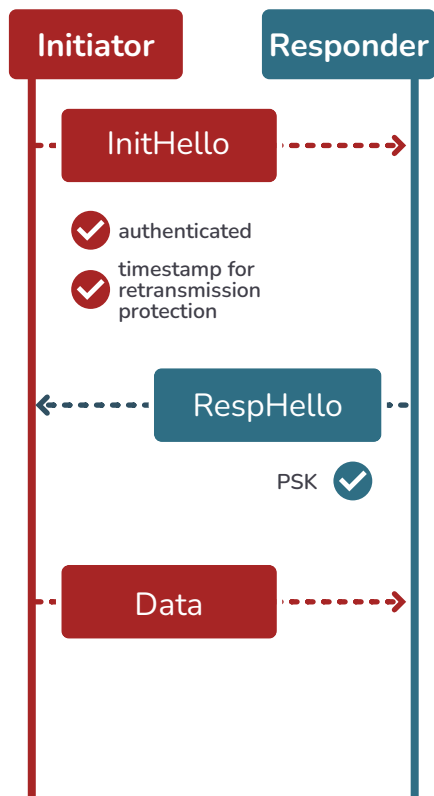 Initiator
Responder
InitHello
authenticated
timestamp for
retransmission
protection
RespHello
PSK
Data